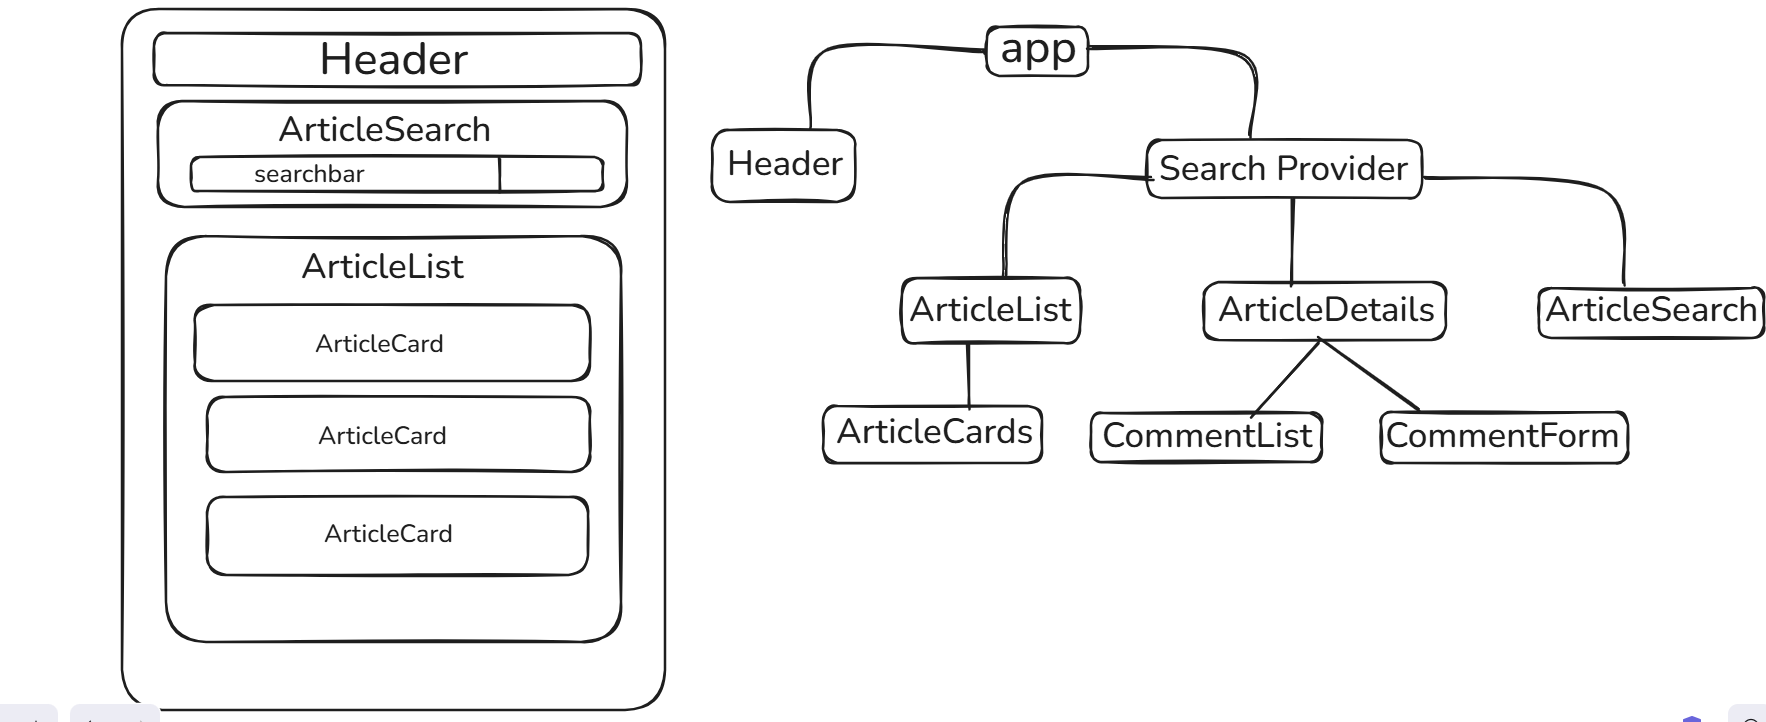 Header
ArticleSearch
searchbar
ArticleList
ArticleCard
ArticleCard
ArticleCard
app
Header
Search Provider
ArticleList
ArticleDetails
ArticleSearch
ArticleCards
CommentList
CommentForm